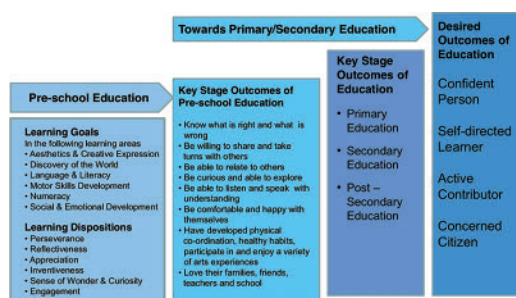 Towards Primary/Secondary Education
Desired
Outcomes of
Education
Confident
Person
Self-directed
Learner
Active
Contributor
Concerned
Citizen
Key Stage
Outcomes of
Education
• Primary
Education
• Secondary
Education
• Post –
Secondary
Education
Pre-school Education
Key Stage Outcomes of
Pre-school Education
• Know what is right and what is
wrong
• Be willing to share and take
turns with others
• Be able to relate to others
• Be curious and able to explore
• Be able to listen and speak with
understanding
• Be comfortable and happy with
themselves
• Have developed physical
co-ordination, healthy habits,
participate in and enjoy a variety
of arts experiences
• Love their families, friends,
teachers and school
Learning Goals
In the following learning areas
• Aesthetics & Creative Expression
• Discovery of the World
• Language & Literacy
• Motor Skills Development
• Numeracy
• Social & Emotional Development
Learning Dispositions
• Perseverance
• Reflectiveness
• Appreciation
• Inventiveness
• Sense of Wonder & Curiosity
• Engagement